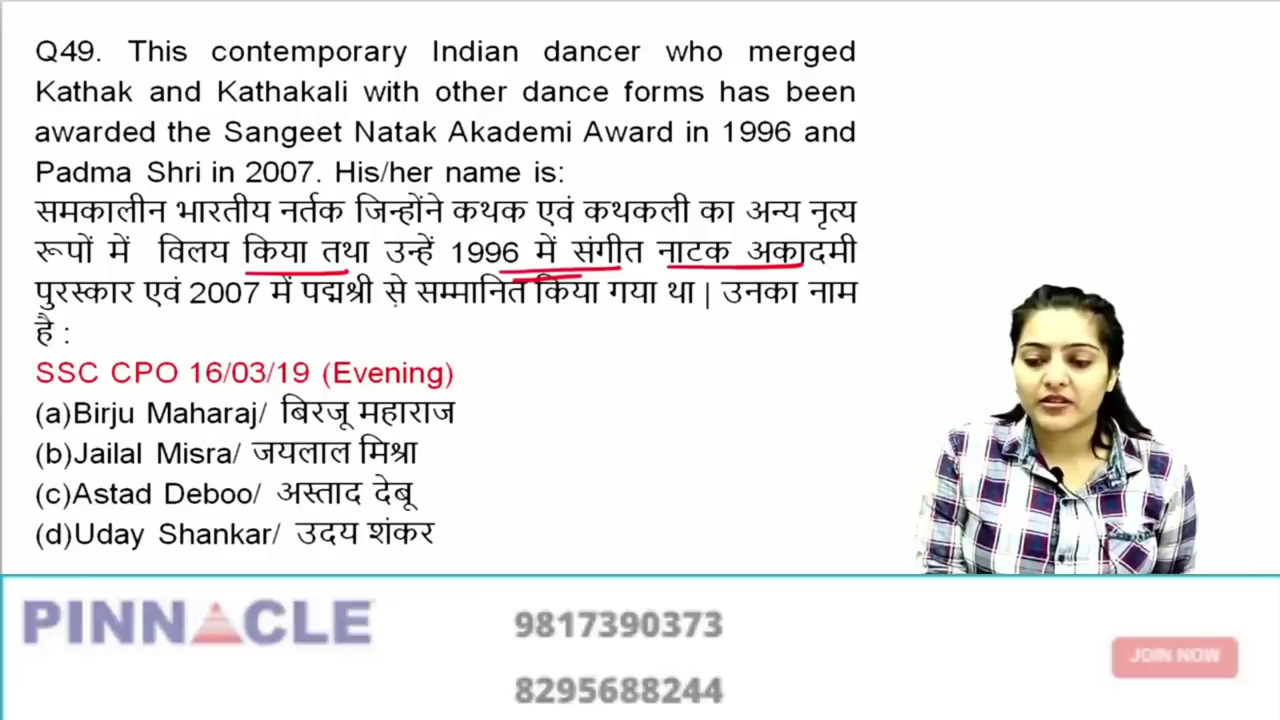 Q49. This contemporary Indian dancer who merged
Kathak and Kathakali with other dance forms has been
awarded the Sangeet Natak Akademi Award in 1996 and
Padma Shri in 2007. His/her name is:
समकालीन भारतीय नर्तक जिन्होंने कथक एवं कथकली का अन्य नृत्य
रूपों में विलय किया तथा उन्हें 1996 में संगीत नाटक अकादमी
पुरस्कार एवं 2007 में पद्मश्री से़ सम्मानित किया गया था | उनका नाम
है :
SSC CPO 16/03/19 (Evening)
(a)Birju Maharaj/ बिरजू महाराज
(b)Jailal Misra/ जयलाल मिश्रा
(c)Astad Deboo/ अस्ताद देबू
(d)Uday Shankar/ उदय शंकर
PINNACLE
9817390373
8295688244
JOIN NOW